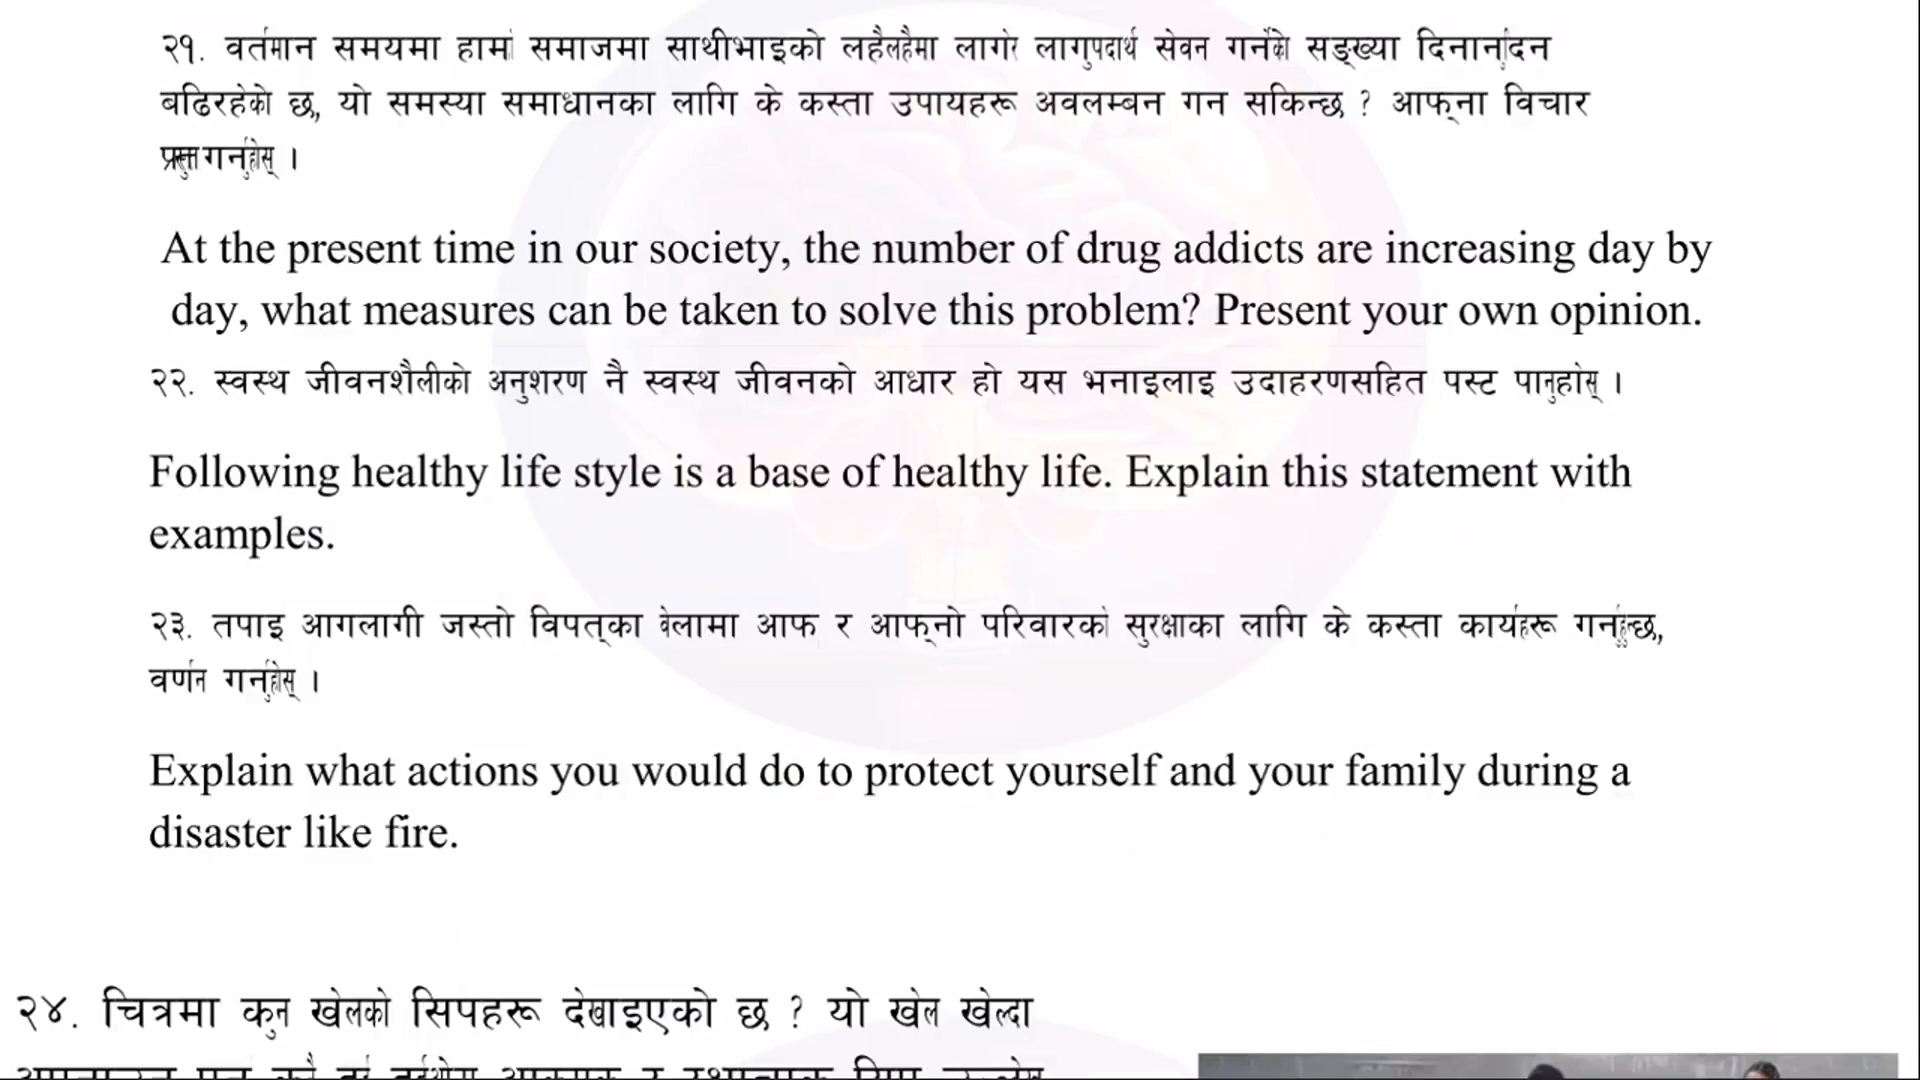 २१. वर्तमान समयमा हाम्रो समाजमा साथीभाइको लहैलहैमा लागेर लागुपदार्थ सेवन गर्नेको सङ्ख्या दिनानुदिन
बढिरहेको छ, यो समस्या समाधानका लागि के कस्ता उपायहरू अवलम्बन गन सकिन्छ ? आफ्ना विचार
प्रस्तुत गर्नुहोस् ।
At the present time in our society, the number of drug addicts are increasing day by
day, what measures can be taken to solve this problem? Present your own opinion.
२२. स्वस्थ जीवनशैलीको अनुशरण नै स्वस्थ जीवनको आधार हो यस भनाइलाइ उदाहरणसहित पस्ट पानुहोस् ।
Following healthy life style is a base of healthy life. Explain this statement with
examples.
२३. तपाइ आगलागी जस्तो विपत्का बेलामा आफ र आफ्नो परिवारको सुरक्षाका लागि के कस्ता कार्यहरू गर्नुहुन्छ,
वर्णन गर्नुहोस् ।
Explain what actions you would do to protect yourself and your family during a
disaster like fire.
२४. चित्रमा कुन खेलको सिपहरू देखाइएको छ ? यो खेल खेल्दा